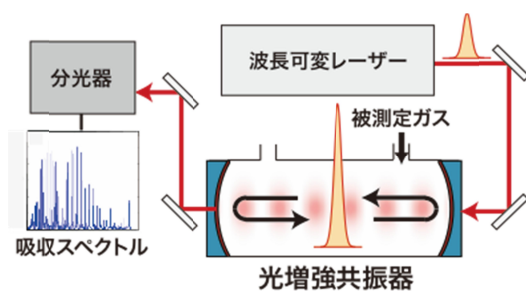 分光器
波長可変レーザー
被測定ガス
吸収スペクトル
光増強共振器